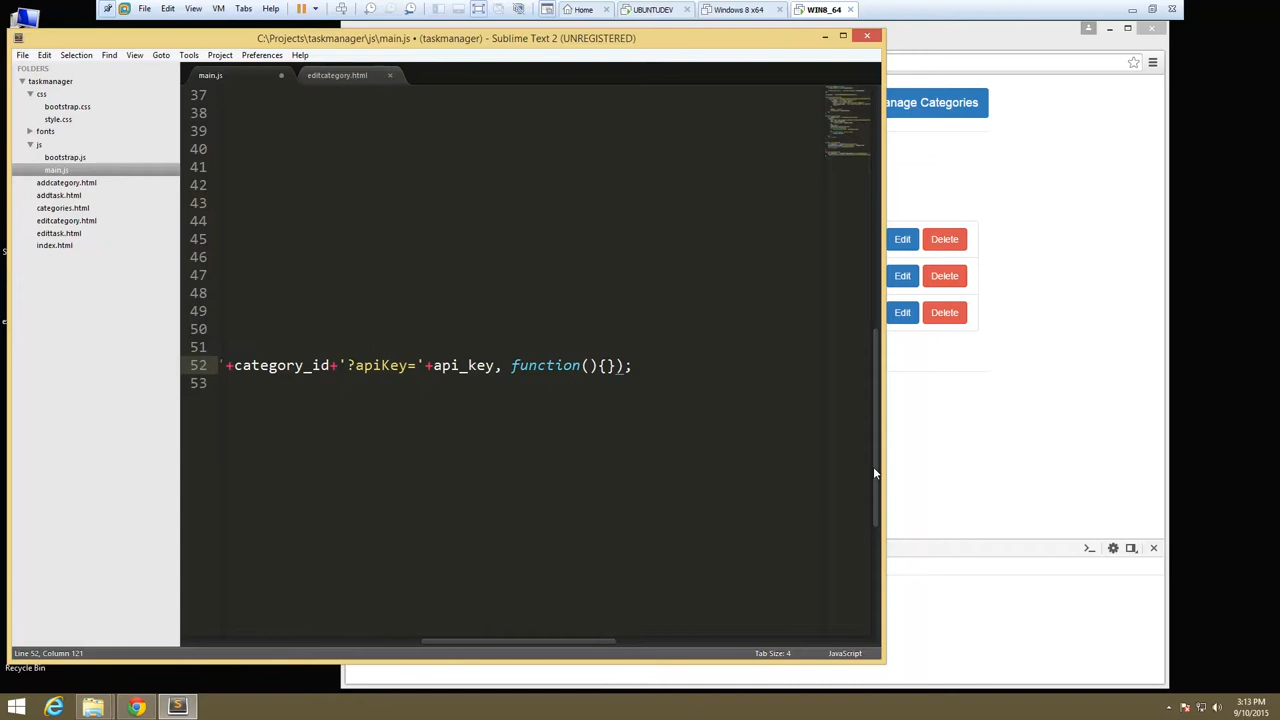 File Edit View VM Tabs Help Home UBUNTUDEV Windows 8 x64 WIN8_64
C:\Projects\taskmanager\js\main.js • (taskmanager) - Sublime Text 2 (UNREGISTERED)
File Edit Selection Find View Goto Tools Project Preferences Help
FOLDERS
taskmanager
css
bootstrap.css
style.css
fonts
js
bootstrap.js
main.js
addcategory.html
addtask.html
categories.html
editcategory.html
edittask.html
index.html
main.js editcategory.html
37
38
39
40
41
42
43
44
45
46
47
48
49
50
51
52 '+category_id+'?apiKey='+api_key, function(){});
53
anage Categories
Edit Delete
Edit Delete
Edit Delete
Line 52, Column 121 Tab Size: 4 JavaScript
Recycle Bin
3:13 PM
9/10/2015